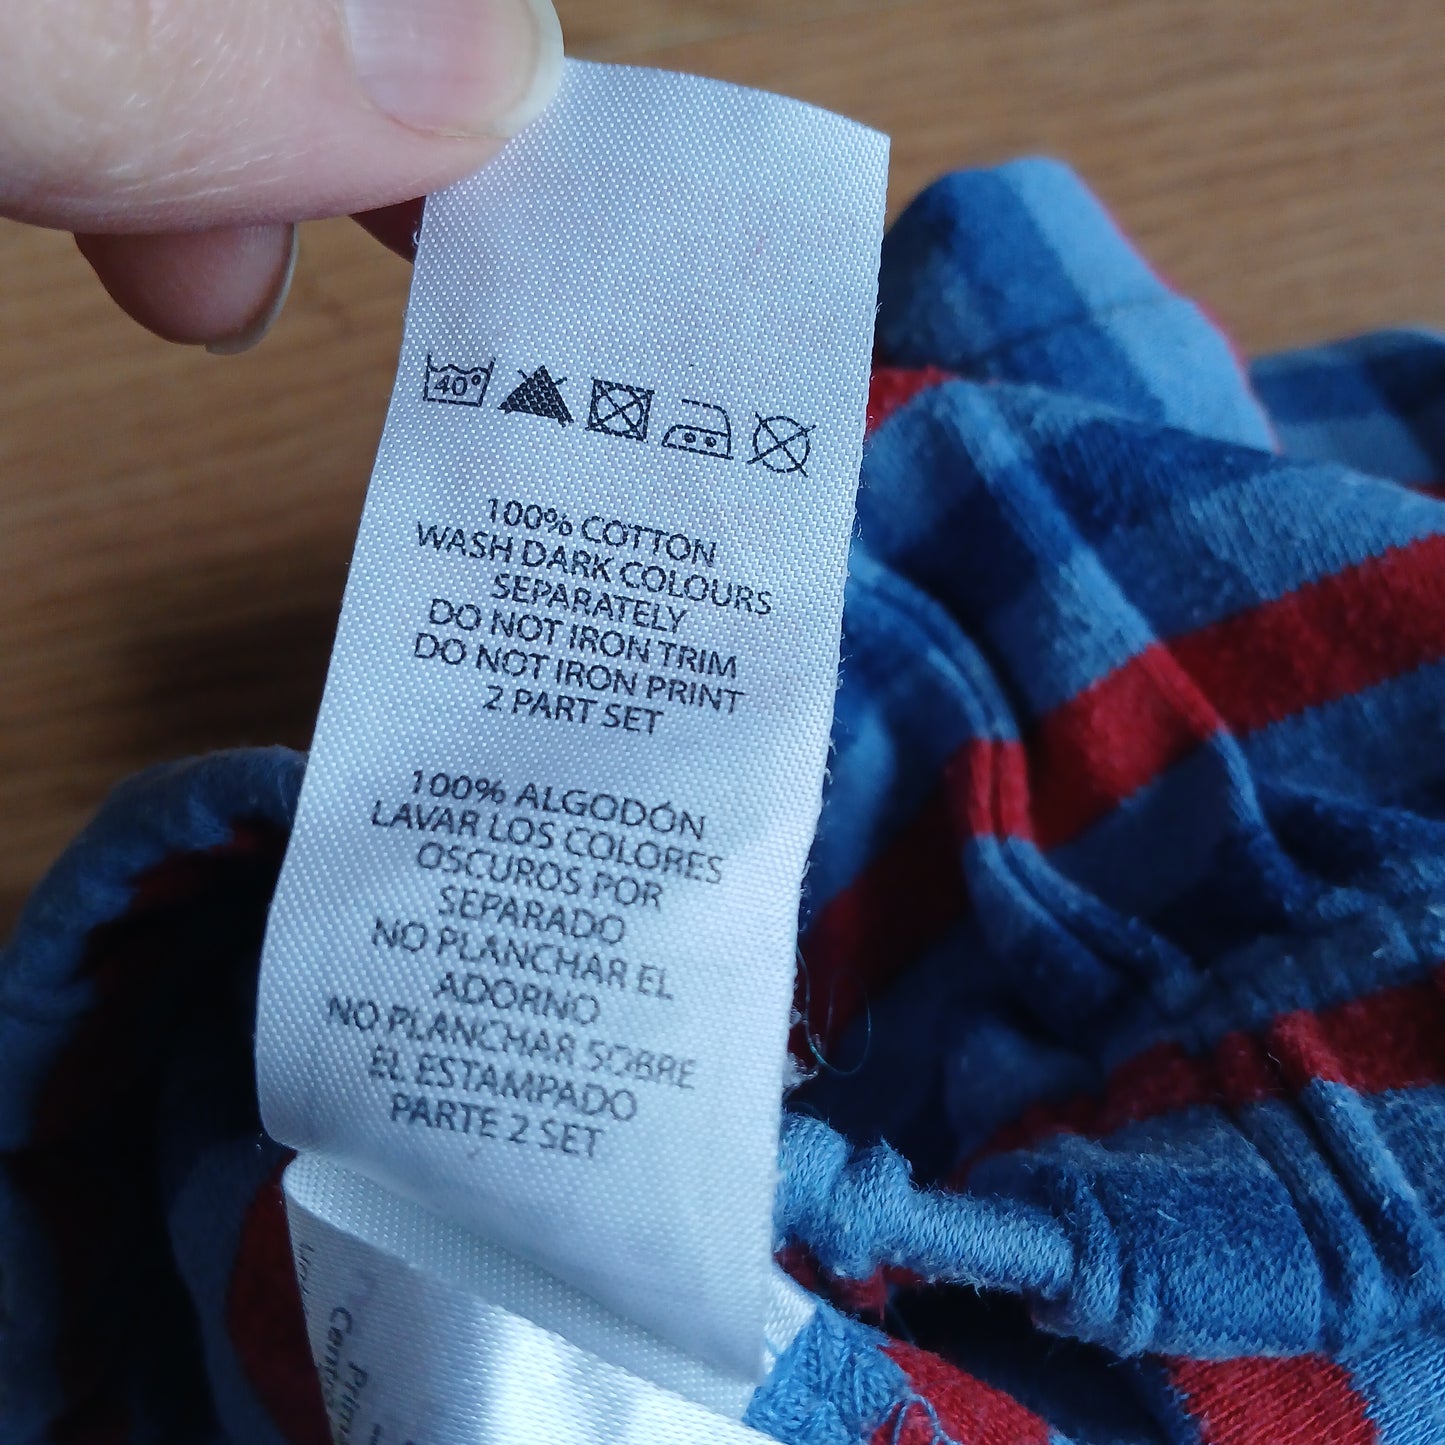 40°
100% COTTON
WASH DARK COLOURS
SEPARATELY
DO NOT IRON TRIM
DO NOT IRON PRINT
2 PART SET
100% ALGODÓN
LAVAR LOS COLORES
OSCUROS POR
SEPARADO
NO PLANCHAR EL
ADORNO
NO PLANCHAR SOBRE
EL ESTAMPADO
PARTE 2 SET